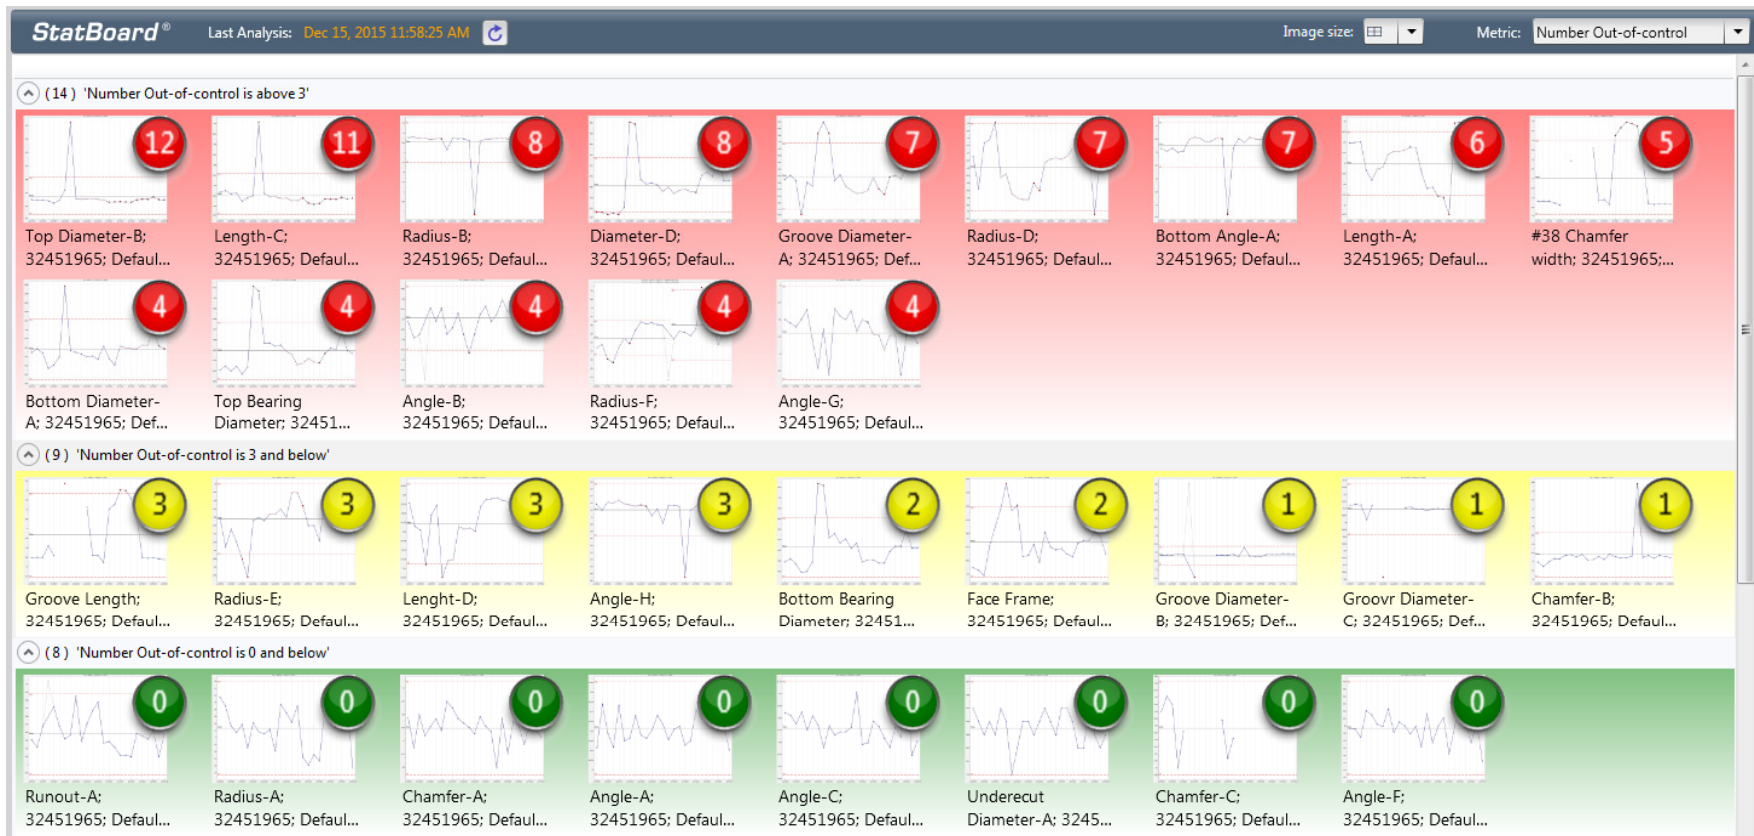 StatBoard®
Last Analysis: Dec 15, 2015 11:58:25 AM
Image size:
Metric: Number Out-of-control
(14) 'Number Out-of-control is above 3'
12 11 8 8 7 7 7 6 5
Top Diameter-B; Length-C; Radius-B; Diameter-D; Groove Diameter- Radius-D; Bottom Angle-A; Length-A; #38 Chamfer
32451965; Defaul... 32451965; Defaul... 32451965; Defaul... 32451965; Defaul... A; 32451965; Def... 32451965; Defaul... 32451965; Defaul... 32451965; Defaul... width; 32451965;...
4 4 4 4 4
Bottom Diameter- Top Bearing Angle-B; Radius-F; Angle-G;
A; 32451965; Def... Diameter; 32451... 32451965; Defaul... 32451965; Defaul... 32451965; Defaul...
(9) 'Number Out-of-control is 3 and below'
3 3 3 3 2 2 1 1 1
Groove Length; Radius-E; Lenght-D; Angle-H; Bottom Bearing Face Frame; Groove Diameter- Groovr Diameter- Chamfer-B;
32451965; Defaul... 32451965; Defaul... 32451965; Defaul... 32451965; Defaul... Diameter; 32451... 32451965; Defaul... B; 32451965; Def... C; 32451965; Def... 32451965; Defaul...
(8) 'Number Out-of-control is 0 and below'
0 0 0 0 0 0 0 0
Runout-A; Radius-A; Chamfer-A; Angle-A; Angle-C; Underecut Chamfer-C; Angle-F;
32451965; Defaul... 32451965; Defaul... 32451965; Defaul... 32451965; Defaul... 32451965; Defaul... Diameter-A; 3245... 32451965; Defaul... 32451965; Defaul...